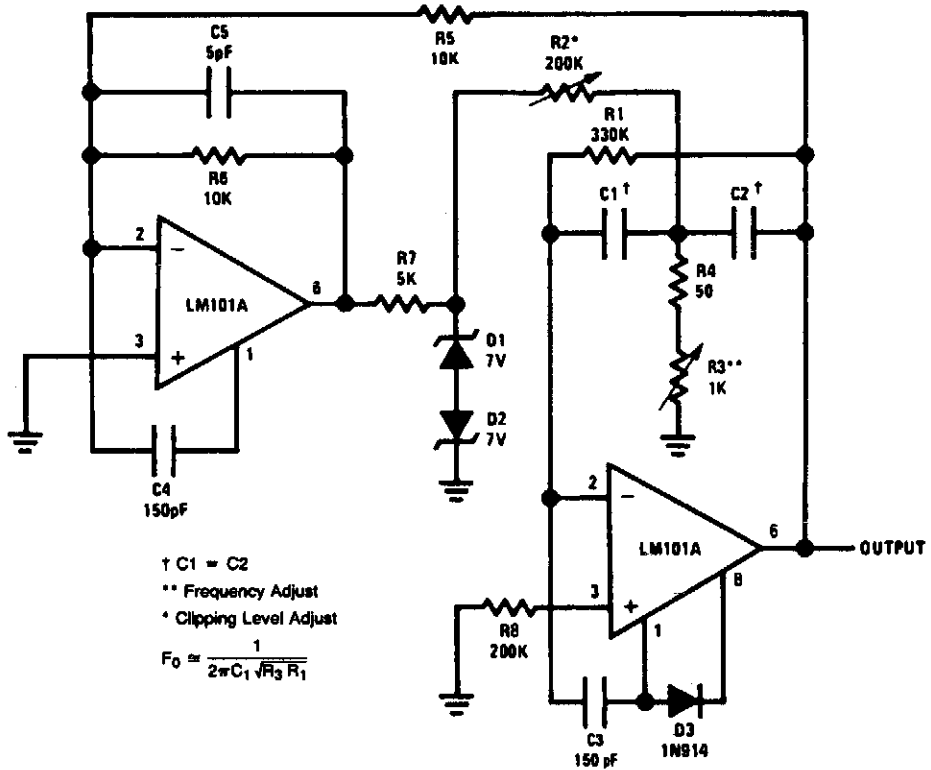 C5
5pF
R5
10K
R2*
200K
R1
330K
R6
10K
C1†
C2†
2
−
LM101A
6
R7
5K
R4
50
3
+
1
D1
7V
R3**
1K
D2
7V
C4
150pF
2
−
LM101A
6
OUTPUT
8
3
+
1
R8
200K
C3
150 pF
D3
1N914
† C1 = C2
** Frequency Adjust
* Clipping Level Adjust
F0 ≅ 1 / 2πC1 √R3 R1